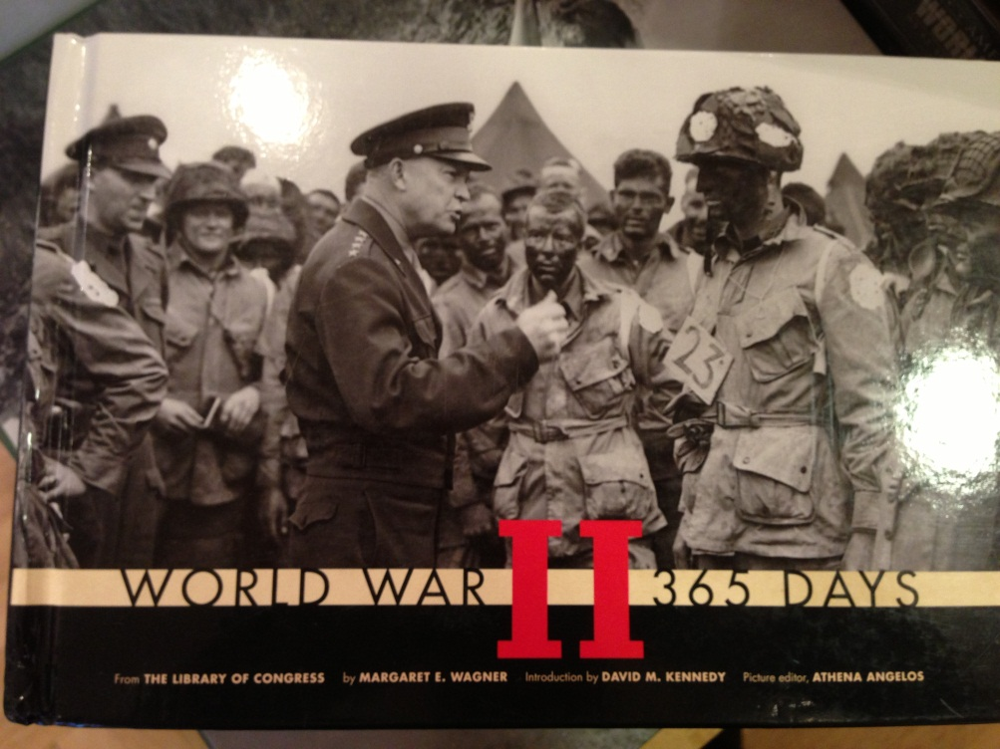 WOR
23
WORLD WAR II 365 DAYS
From THE LIBRARY OF CONGRESS by MARGARET E. WAGNER Introduction by DAVID M. KENNEDY Picture editor, ATHENA ANGELOS